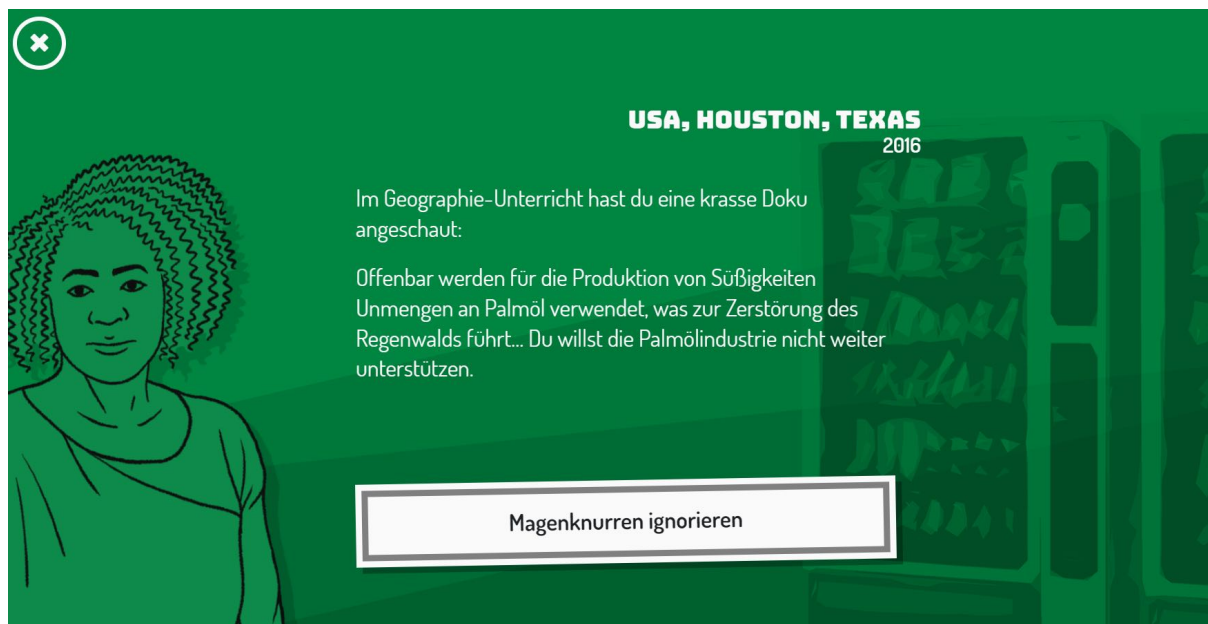 USA, HOUSTON, TEXAS
2016
Im Geographie-Unterricht hast du eine krasse Doku
angeschaut:
Offenbar werden für die Produktion von Süßigkeiten
Unmengen an Palmöl verwendet, was zur Zerstörung des
Regenwalds führt... Du willst die Palmölindustrie nicht weiter
unterstützen.
Magenknurren ignorieren